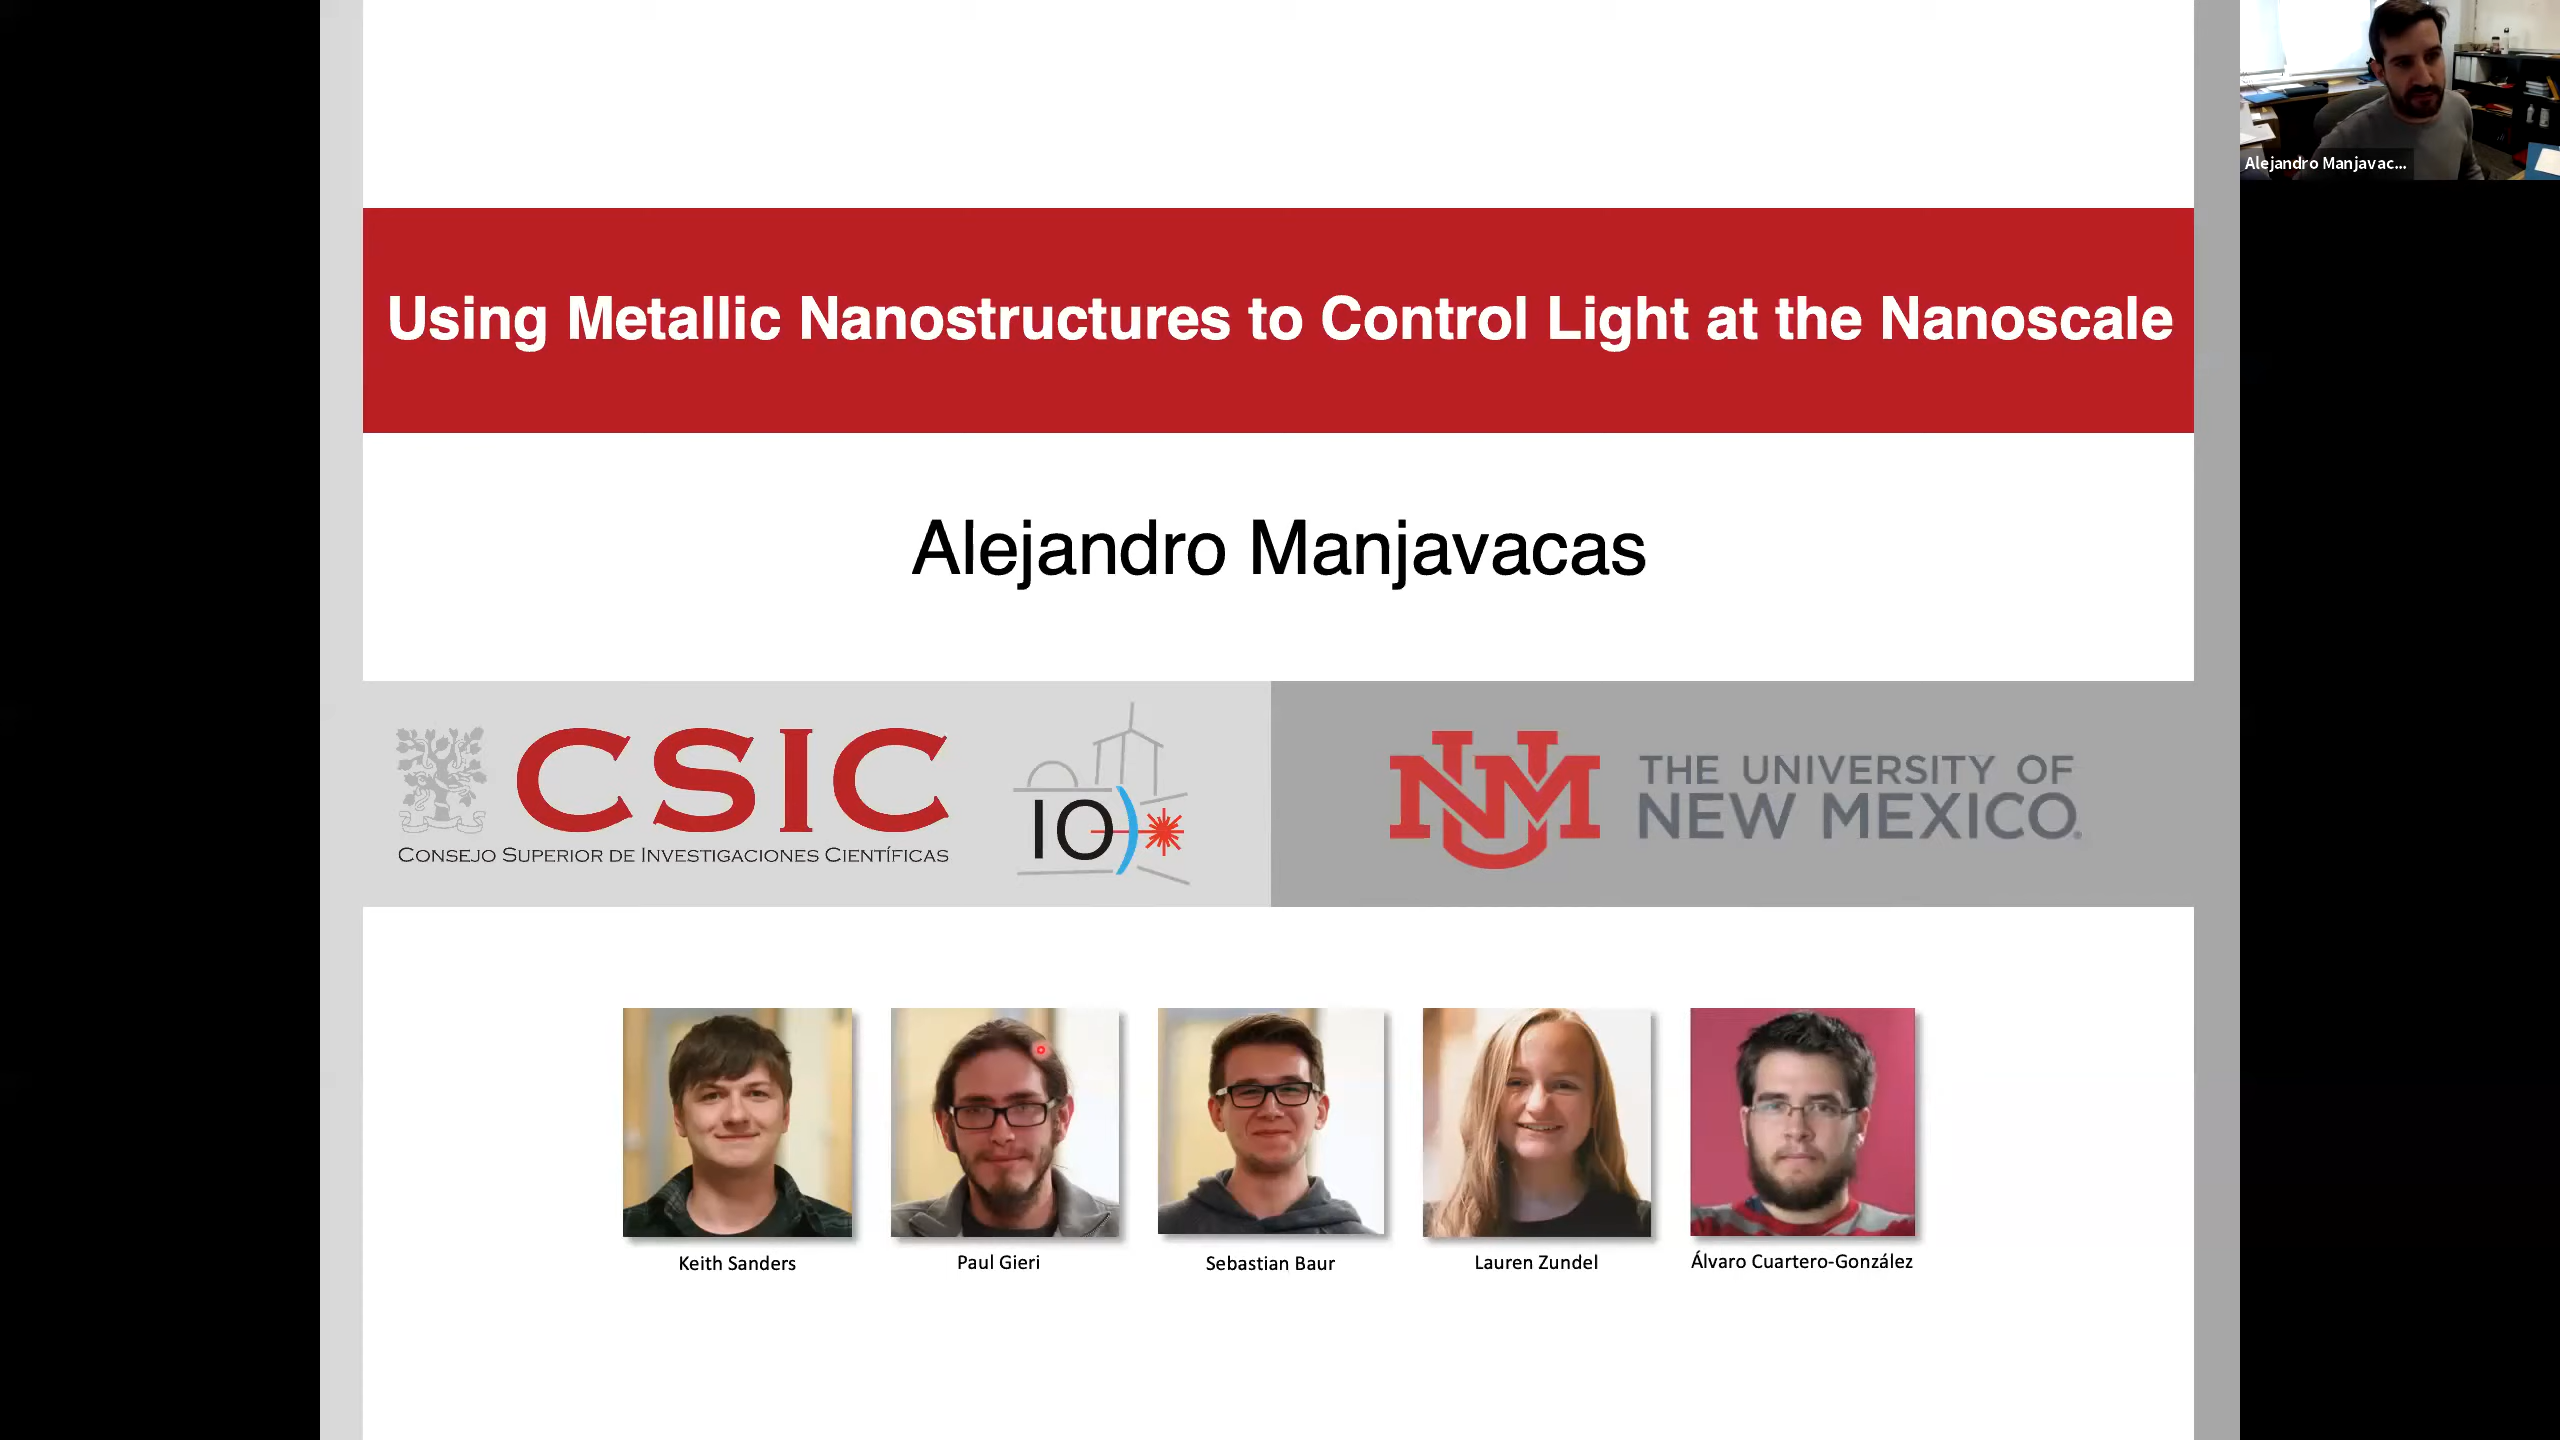 Alejandro Manjavac...
Using Metallic Nanostructures to Control Light at the Nanoscale
Alejandro Manjavacas
CSIC
CONSEJO SUPERIOR DE INVESTIGACIONES CIENTÍFICAS
IO
UNM
THE UNIVERSITY OF
NEW MEXICO.
Keith Sanders
Paul Gieri
Sebastian Baur
Lauren Zundel
Álvaro Cuartero-González